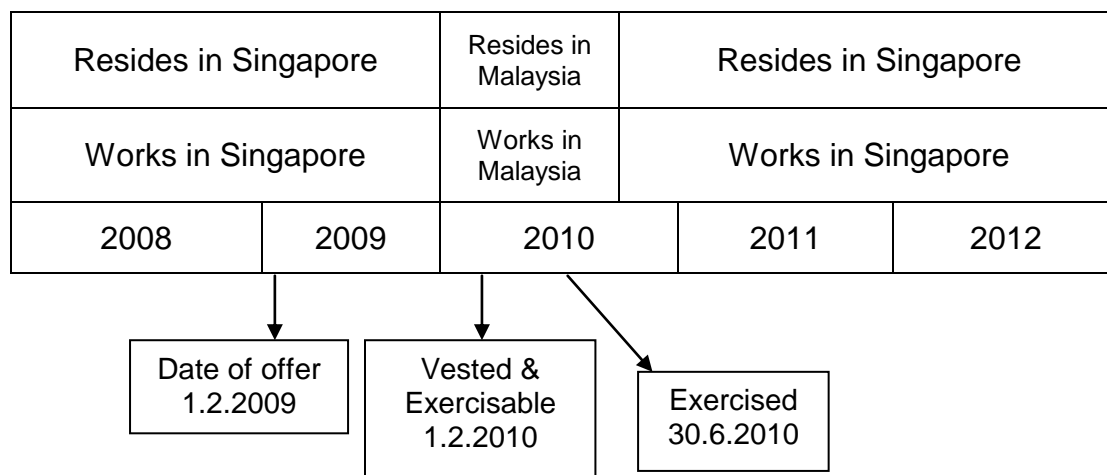 Resides in Singapore
Resides in
Malaysia
Resides in Singapore
Works in Singapore
Works in
Malaysia
Works in Singapore
2008
2009
2010
2011
2012
Date of offer
1.2.2009
Vested &
Exercisable
1.2.2010
Exercised
30.6.2010